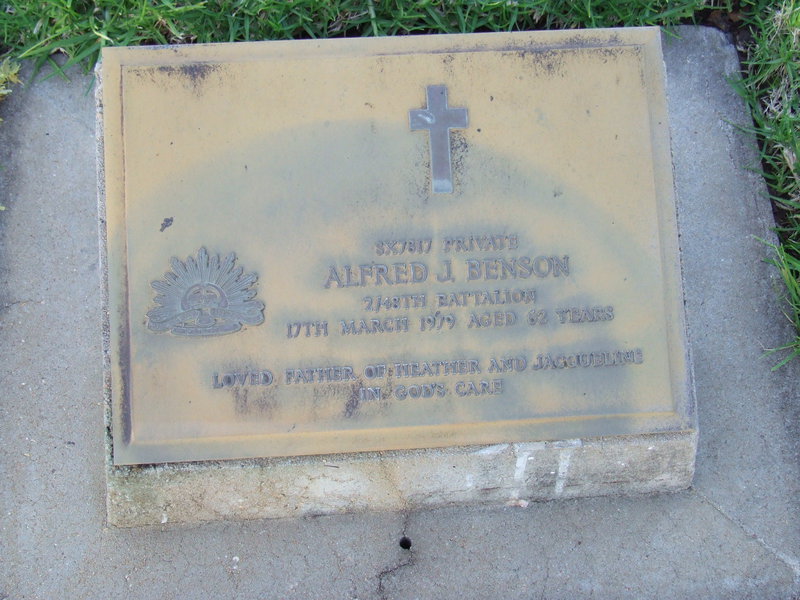 SX7817 PRIVATE
ALFRED J. BENSON
2/48TH BATTALION
17TH MARCH 1979 AGED 62 YEARS
LOVED FATHER OF HEATHER AND JACQUELINE
IN GOD'S CARE